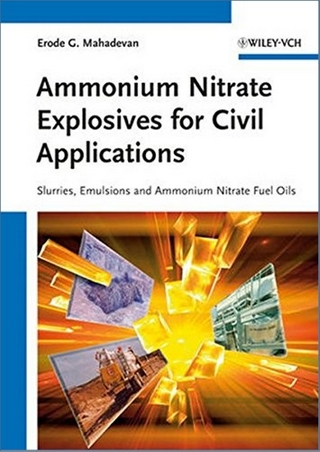 Erode G. Mahadevan
WILEY-VCH
Ammonium Nitrate
Explosives for Civil
Applications
Slurries, Emulsions and Ammonium Nitrate Fuel Oils